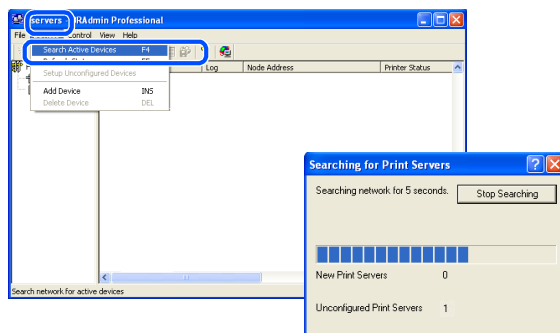 servers - RAdmin Professional
File Control View Help
Search Active Devices F4
F5
Setup Unconfigured Devices
Add Device INS
Delete Device DEL
Log Node Address Printer Status
Search network for active devices
Searching for Print Servers
Searching network for 5 seconds. Stop Searching
New Print Servers 0
Unconfigured Print Servers 1